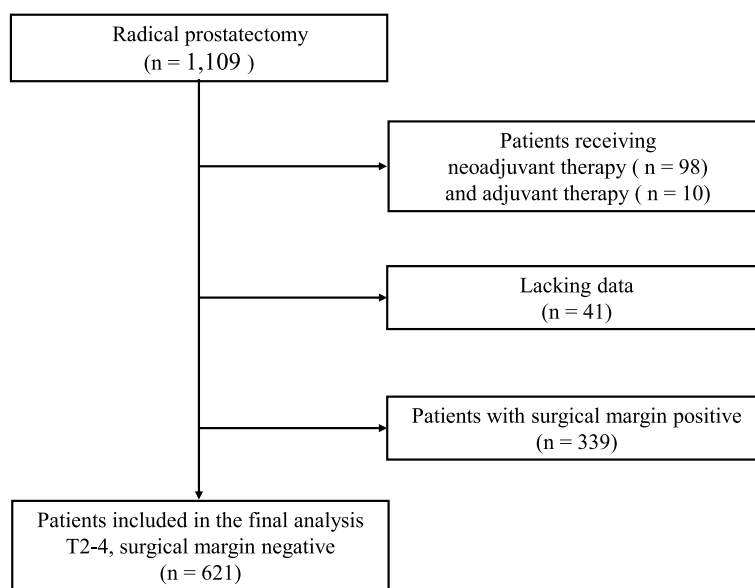 Radical prostatectomy
(n = 1,109 )
Patients receiving
neoadjuvant therapy ( n = 98)
and adjuvant therapy ( n = 10)
Lacking data
(n = 41)
Patients with surgical margin positive
(n = 339)
Patients included in the final analysis
T2-4, surgical margin negative
(n = 621)